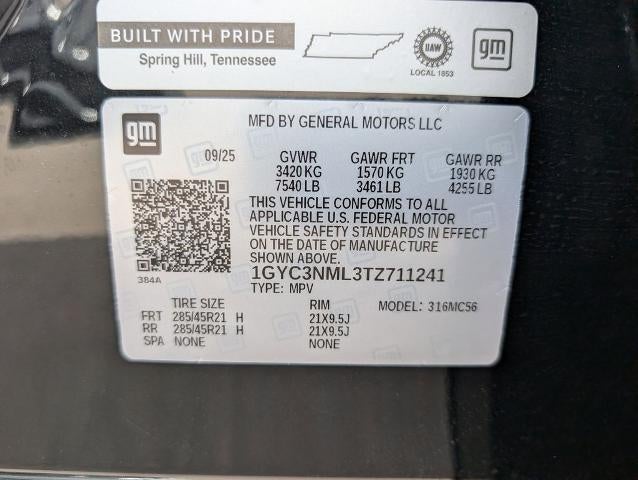 BUILT WITH PRIDE
Spring Hill, Tennessee
UAW
LOCAL 1853
gm
gm
MFD BY GENERAL MOTORS LLC
09/25 GVWR GAWR FRT GAWR RR
3420 KG 1570 KG 1930 KG
7540 LB 3461 LB 4255 LB
THIS VEHICLE CONFORMS TO ALL
APPLICABLE U.S. FEDERAL MOTOR
VEHICLE SAFETY STANDARDS IN EFFECT
ON THE DATE OF MANUFACTURE
SHOWN ABOVE.
384A
1GYC3NML3TZ711241
TYPE: MPV
TIRE SIZE RIM MODEL: 316MC56
FRT 285/45R21 H 21X9.5J
RR 285/45R21 H 21X9.5J
SPA NONE NONE